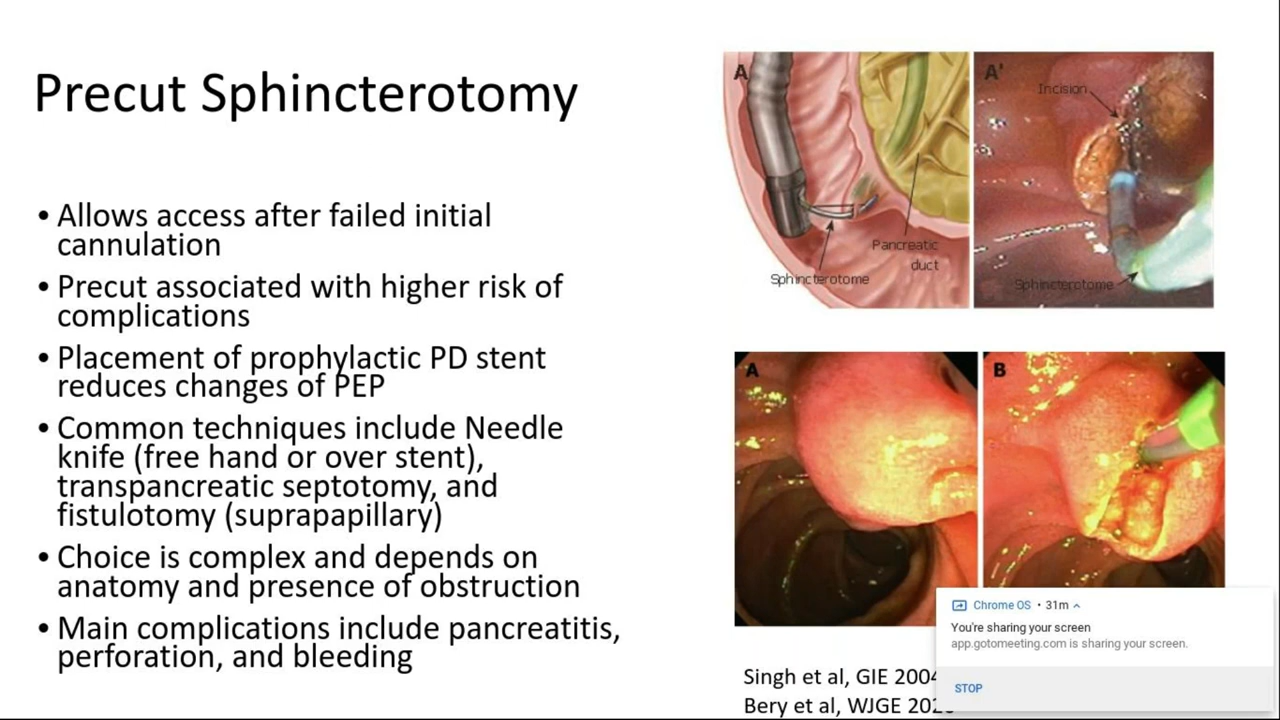 Precut Sphincterotomy
• Allows access after failed initial
cannulation
• Precut associated with higher risk of
complications
• Placement of prophylactic PD stent
reduces changes of PEP
• Common techniques include Needle
knife (free hand or over stent),
transpancreatic septotomy, and
fistulotomy (suprapapillary)
• Choice is complex and depends on
anatomy and presence of obstruction
• Main complications include pancreatitis,
perforation, and bleeding
A
Pancreatic
duct
Sphincterotome
A'
Incision
Sphincterotome
A
B
Singh et al, GIE 2004
Bery et al, WJGE
Chrome OS • 31m
You're sharing your screen
app.gotomeeting.com is sharing your screen.
STOP